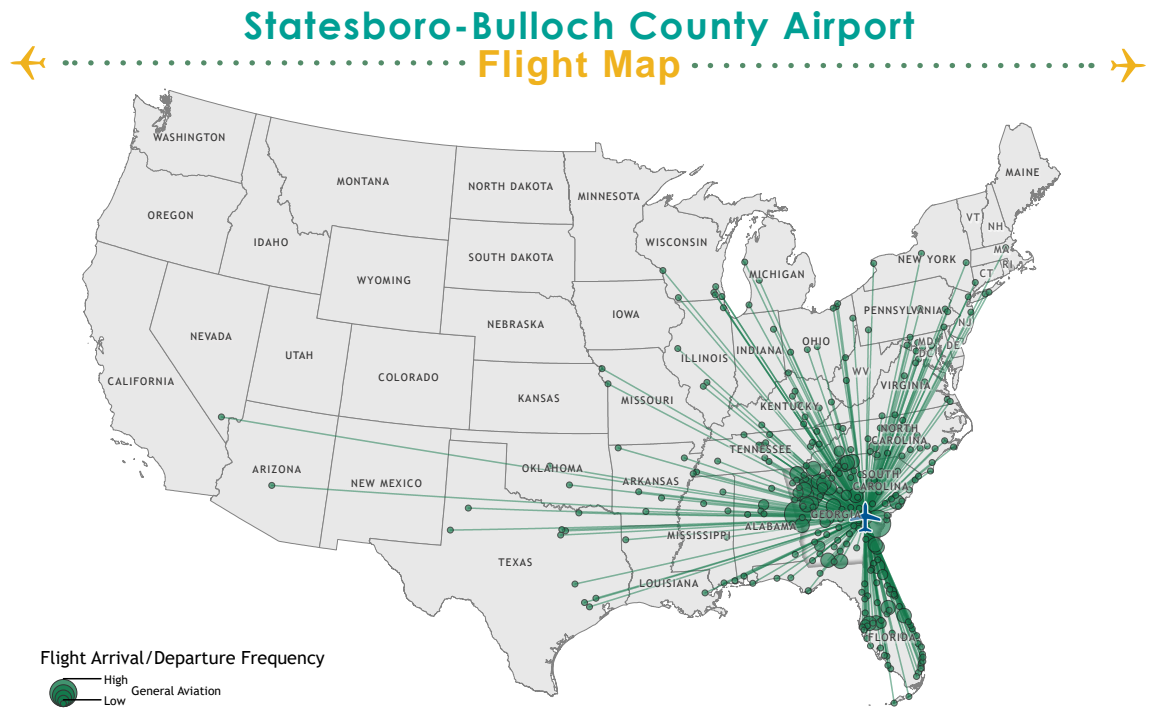 Statesboro-Bulloch County Airport
Flight Map
WASHINGTON
MONTANA
NORTH DAKOTA
MINNESOTA
MAINE
OREGON
IDAHO
WISCONSIN
VT
NH
SOUTH DAKOTA
WYOMING
MICHIGAN
NEW YORK
MA
RI
CT
NEBRASKA
IOWA
PENNSYLVANIA
NJ
NEVADA
UTAH
COLORADO
ILLINOIS
INDIANA
OHIO
MD
DE
DC
WV
VIRGINIA
CALIFORNIA
KANSAS
MISSOURI
KENTUCKY
NORTH
CAROLINA
TENNESSEE
ARIZONA
NEW MEXICO
OKLAHOMA
ARKANSAS
SOUTH
CAROLINA
MISSISSIPPI
ALABAMA
GEORGIA
TEXAS
LOUISIANA
FLORIDA
Flight Arrival/Departure Frequency
High
General Aviation
Low